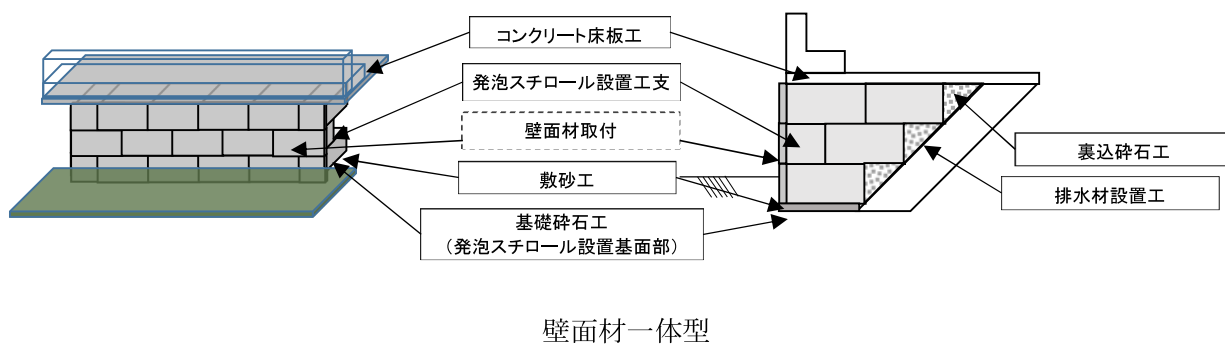 コンクリート床板工
発泡スチロール設置工支
壁面材取付
敷砂工
基礎砕石工
（発泡スチロール設置基面部）
裏込砕石工
排水材設置工
壁面材一体型